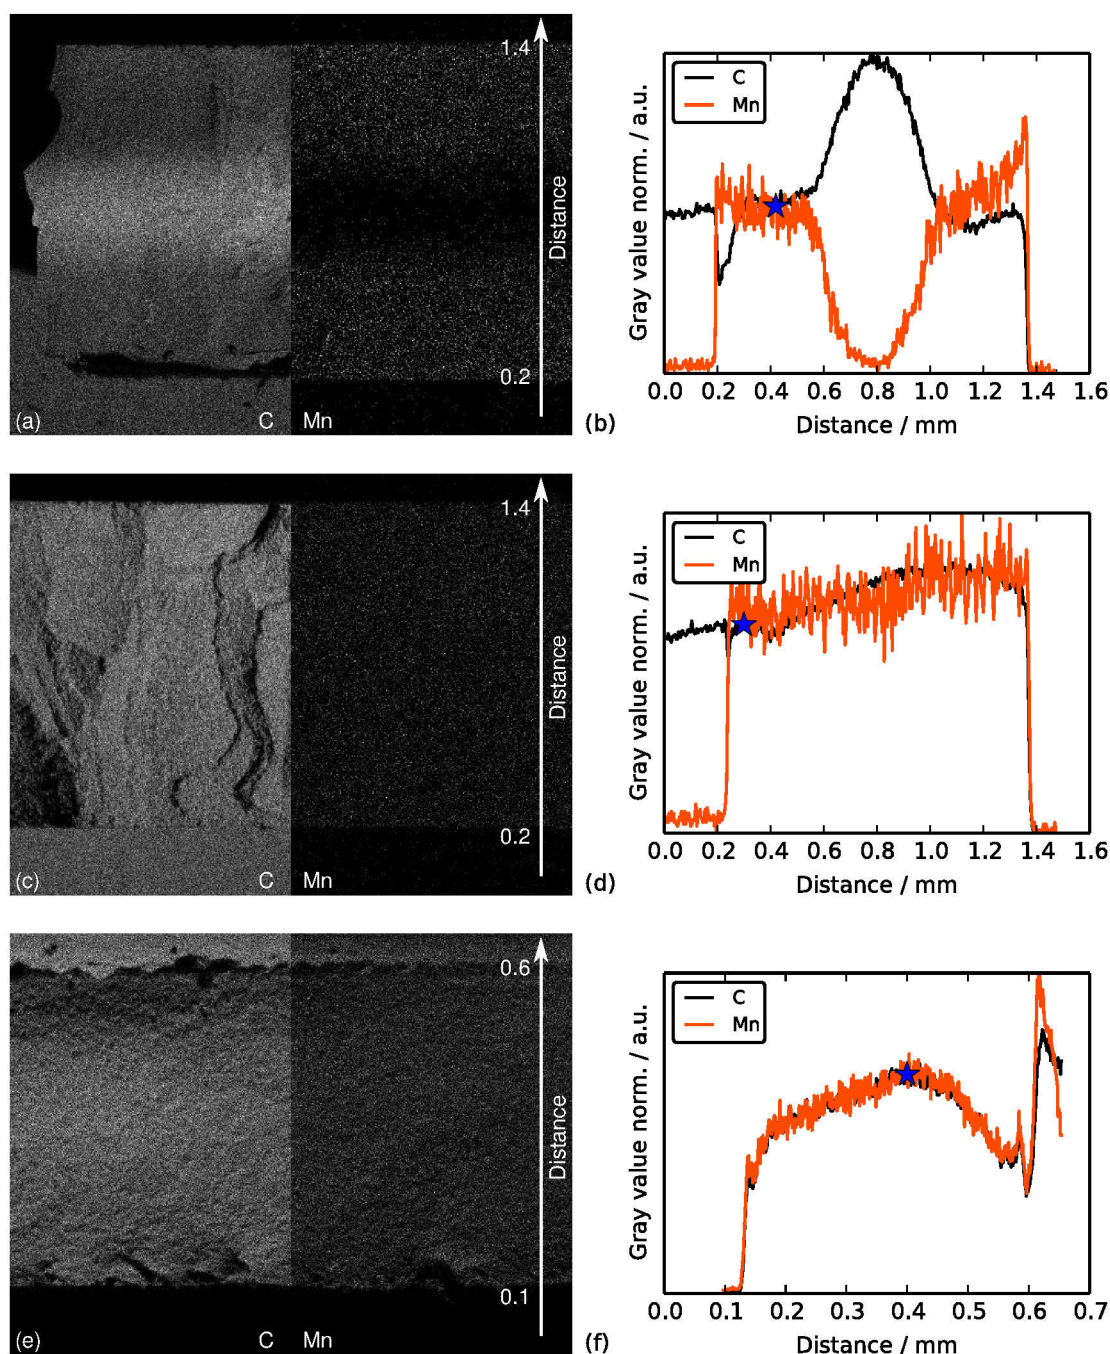 1.4
Distance
0.2
(a)
C
Mn
C
Mn
Gray value norm. / a.u.
0.0 0.2 0.4 0.6 0.8 1.0 1.2 1.4 1.6
Distance / mm
(b)
1.4
Distance
0.2
(c)
C
Mn
C
Mn
Gray value norm. / a.u.
0.0 0.2 0.4 0.6 0.8 1.0 1.2 1.4 1.6
Distance / mm
(d)
0.6
Distance
0.1
(e)
C
Mn
C
Mn
Gray value norm. / a.u.
0.0 0.1 0.2 0.3 0.4 0.5 0.6 0.7
Distance / mm
(f)